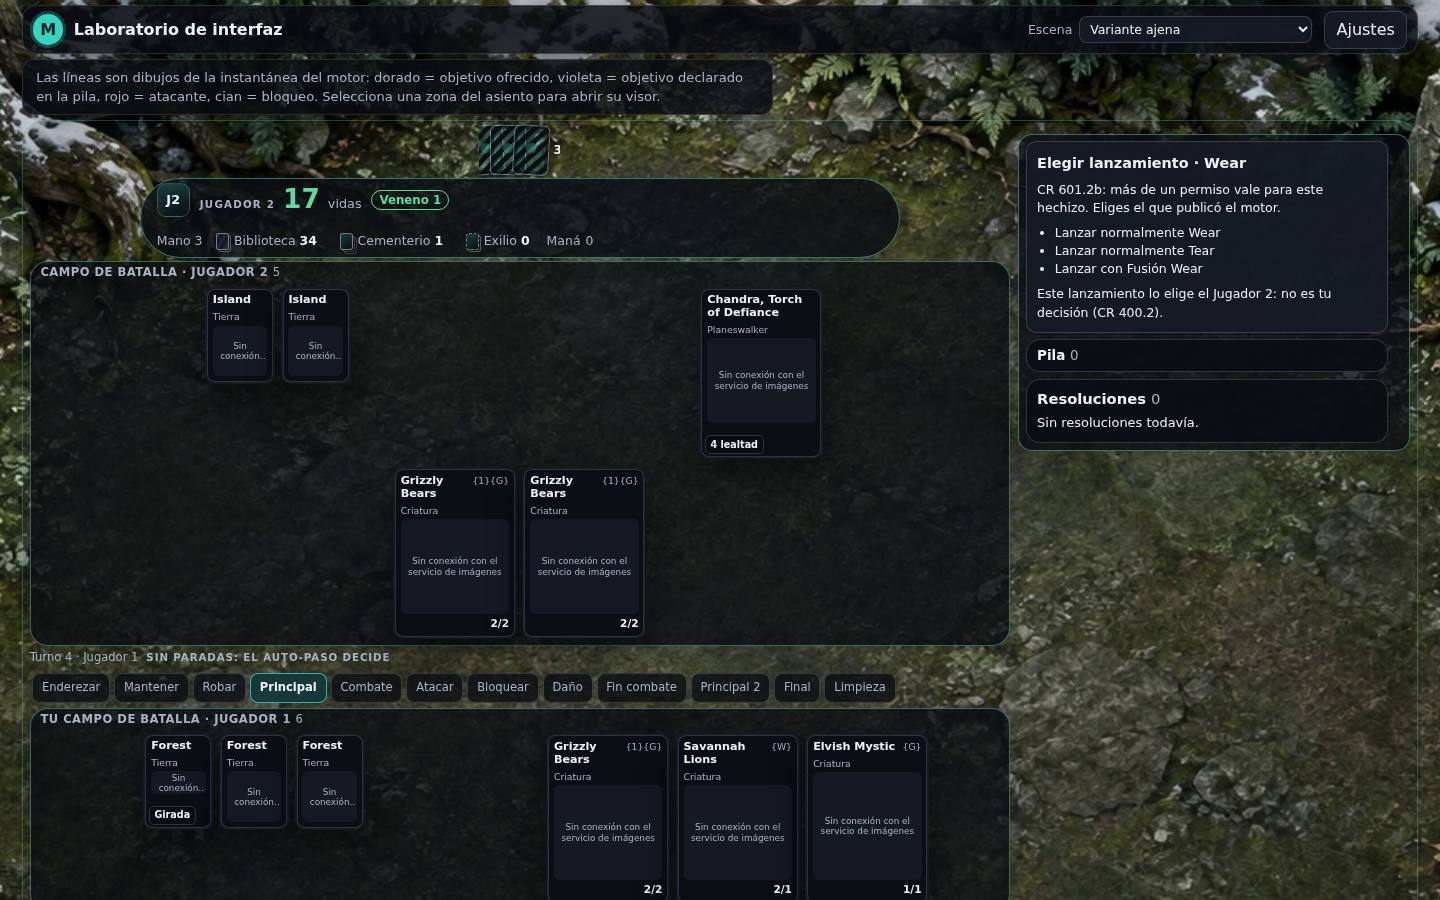 M Laboratorio de interfaz
Escena Variante ajena Ajustes
Las líneas son dibujos de la instantánea del motor: dorado = objetivo ofrecido, violeta = objetivo declarado
en la pila, rojo = atacante, cian = bloqueo. Selecciona una zona del asiento para abrir su visor.
3
J2 JUGADOR 2 17 vidas Veneno 1
Mano 3 Biblioteca 34 Cementerio 1 Exilio 0 Maná 0
CAMPO DE BATALLA · JUGADOR 2 5
Island
Tierra
Sin
conexión..
Island
Tierra
Sin
conexión..
Chandra, Torch
of Defiance
Planeswalker
Sin conexión con el
servicio de imágenes
4 lealtad
Grizzly {1}{G}
Bears
Criatura
Sin conexión con el
servicio de imágenes
2/2
Grizzly {1}{G}
Bears
Criatura
Sin conexión con el
servicio de imágenes
2/2
Turno 4 · Jugador 1 SIN PARADAS: EL AUTO-PASO DECIDE
Enderezar Mantener Robar Principal Combate Atacar Bloquear Daño Fin combate Principal 2 Final Limpieza
TU CAMPO DE BATALLA · JUGADOR 1 6
Forest
Tierra
Sin
conexión..
Girada
Forest
Tierra
Sin
conexión..
Forest
Tierra
Sin
conexión..
Grizzly {1}{G}
Bears
Criatura
Sin conexión con el
servicio de imágenes
2/2
Savannah {W}
Lions
Criatura
Sin conexión con el
servicio de imágenes
2/1
Elvish Mystic {G}
Criatura
Sin conexión con el
servicio de imágenes
1/1
Elegir lanzamiento · Wear
CR 601.2b: más de un permiso vale para este
hechizo. Eliges el que publicó el motor.
• Lanzar normalmente Wear
• Lanzar normalmente Tear
• Lanzar con Fusión Wear
Este lanzamiento lo elige el Jugador 2: no es tu
decisión (CR 400.2).
Pila 0
Resoluciones 0
Sin resoluciones todavía.